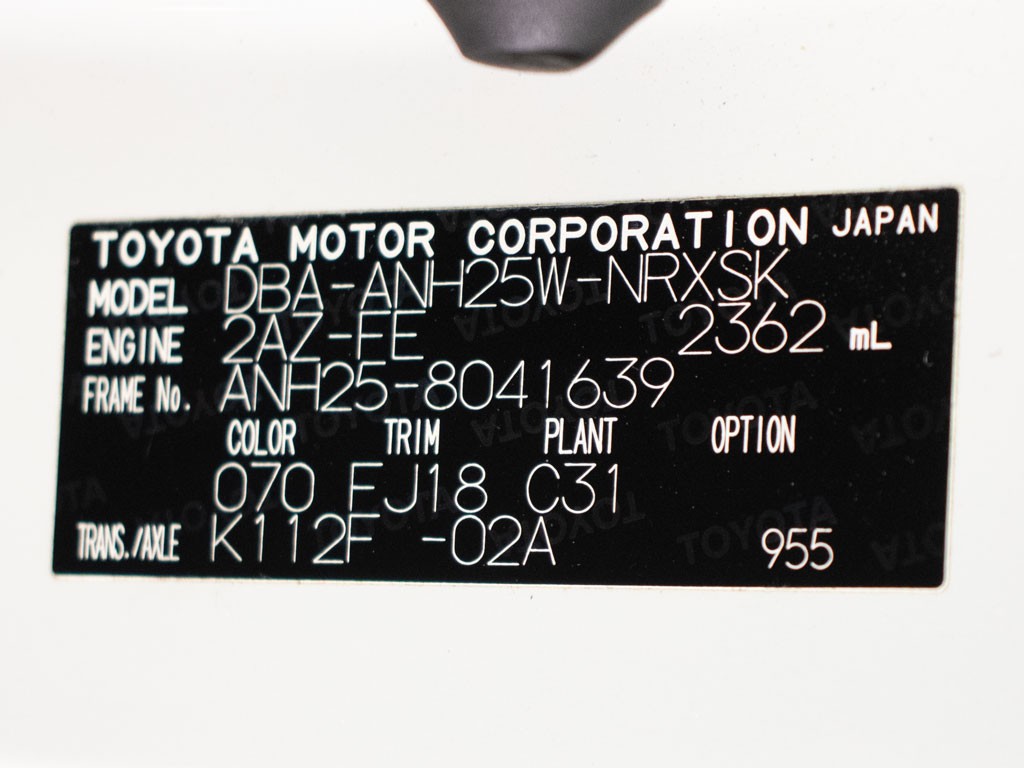 TOYOTA MOTOR CORPORATION JAPAN
MODEL DBA-ANH25W-NRXSK
ENGINE 2AZ-FE 2362 mL
FRAME No. ANH25-8041639
COLOR TRIM PLANT OPTION
070 FJ18 C31
TRANS./AXLE K112F -02A 955